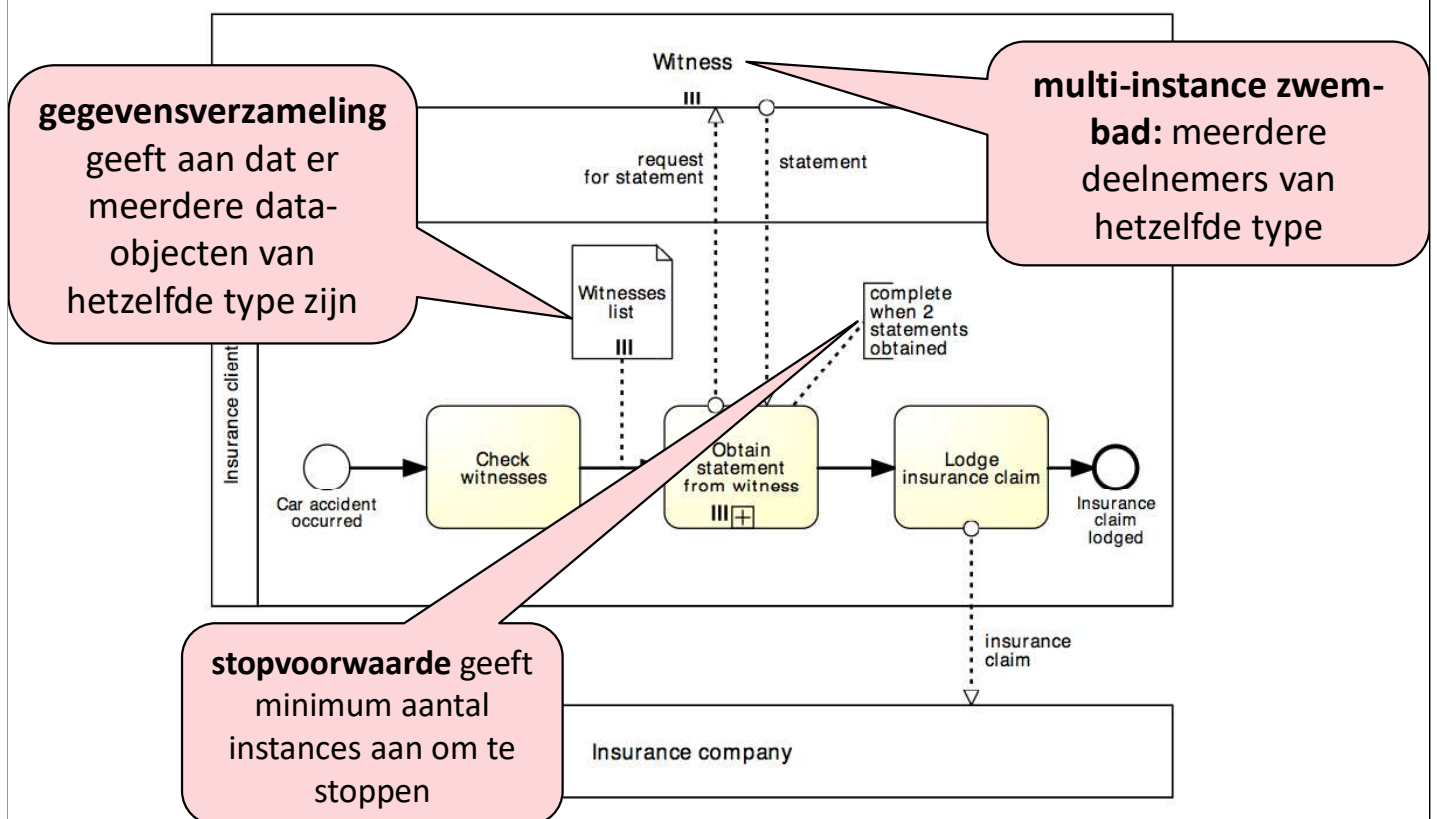 Witness
gegevensverzameling
geeft aan dat er
meerdere data-
objecten van
hetzelfde type zijn
multi-instance zwem-
bad: meerdere
deelnemers van
hetzelfde type
request
for statement
statement
Witnesses
list
complete
when 2
statements
obtained
Insurance client
Car accident
occurred
Check
witnesses
Obtain
statement
from witness
Lodge
insurance claim
Insurance
claim
lodged
stopvoorwaarde geeft
minimum aantal
instances aan om te
stoppen
insurance
claim
Insurance company